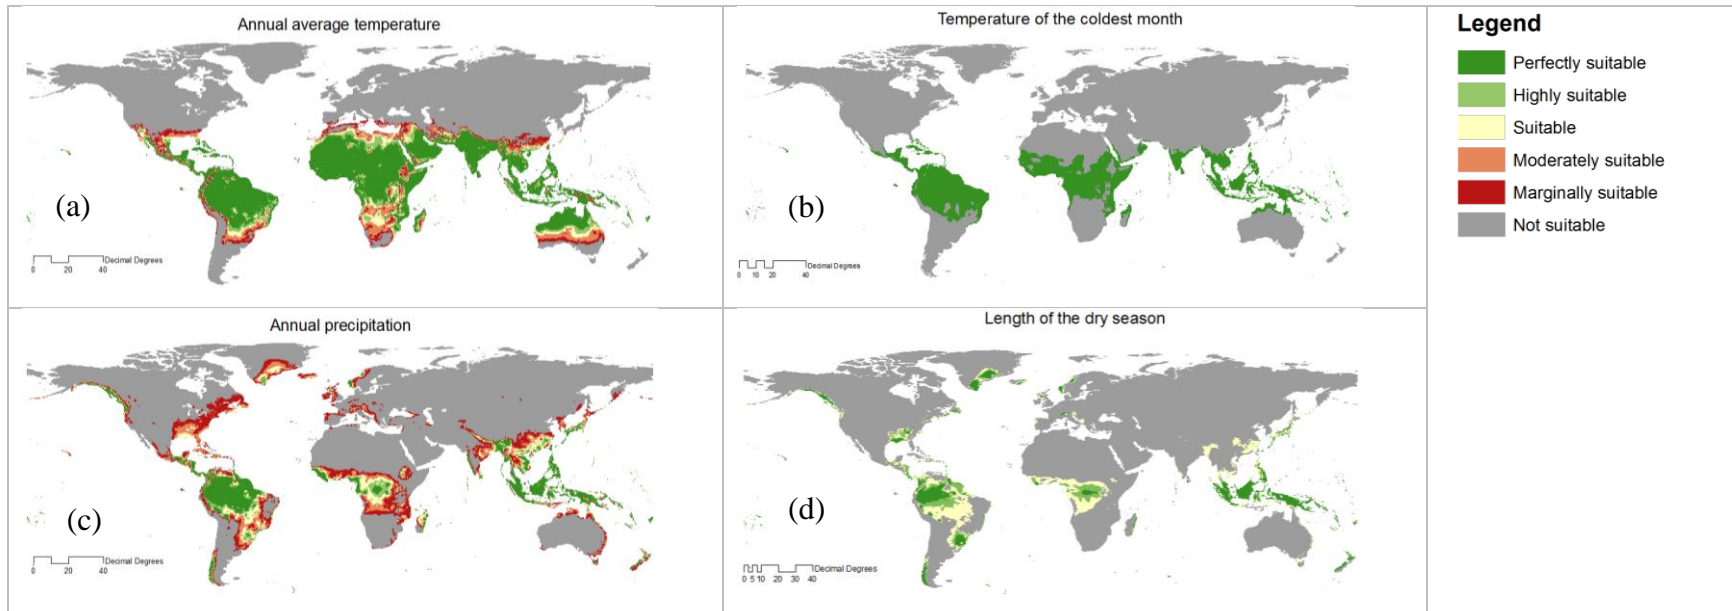 Annual average temperature
(a)
Decimal Degrees
0 20 40
Temperature of the coldest month
(b)
Decimal Degrees
0 10 20 40
Legend
Perfectly suitable
Highly suitable
Suitable
Moderately suitable
Marginally suitable
Not suitable
Annual precipitation
(c)
Decimal Degrees
0 20 40
Length of the dry season
(d)
Decimal Degrees
0 5 10 20 30 40